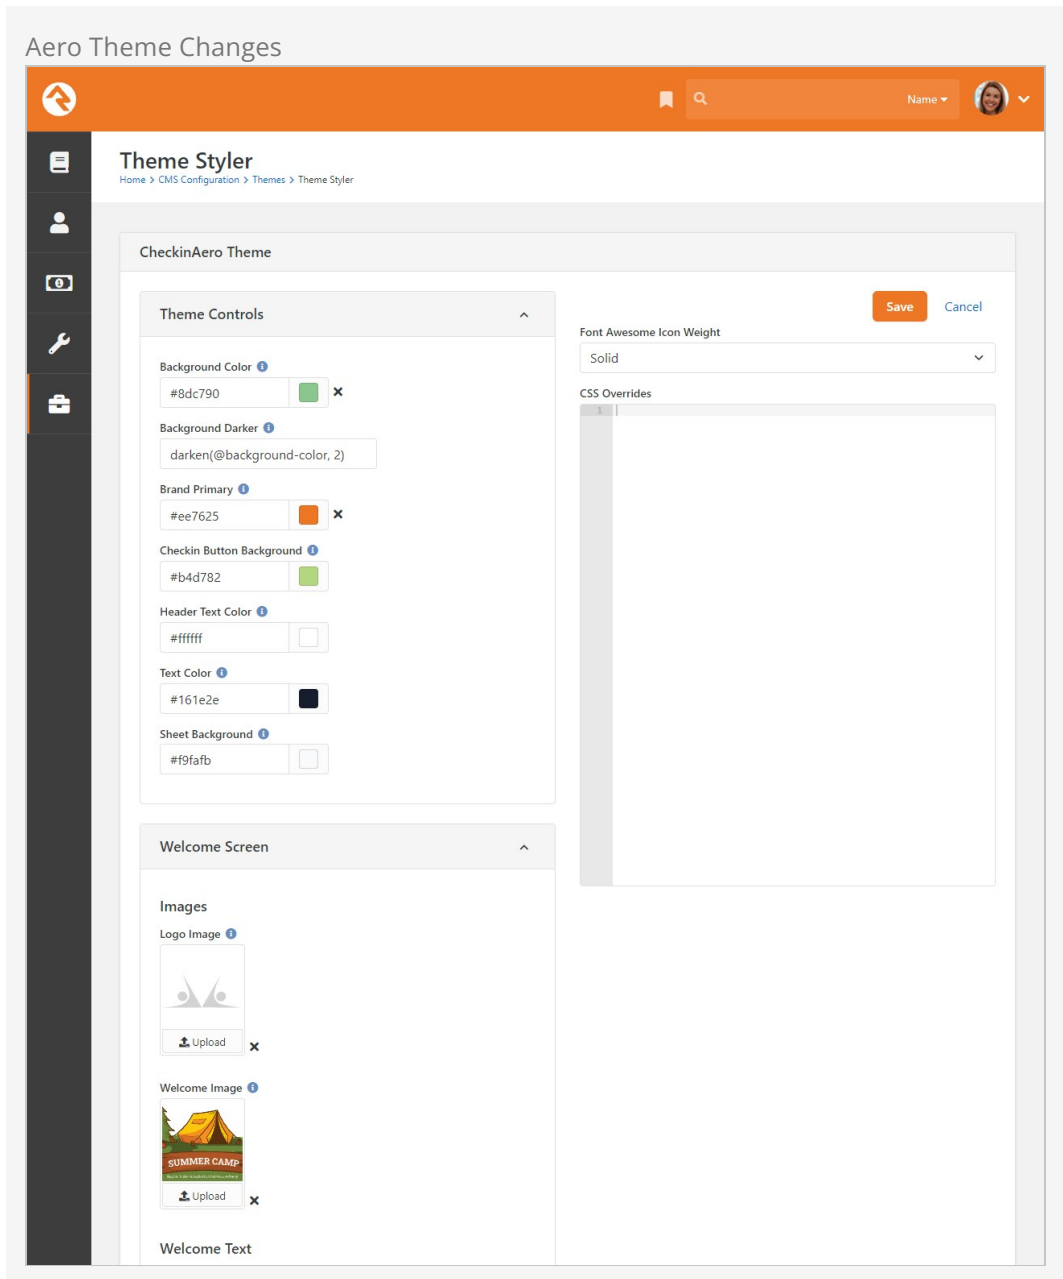 Aero Theme Changes
Name
Theme Styler
Home > CMS Configuration > Themes > Theme Styler
CheckinAero Theme
Theme Controls
Save
Cancel
Background Color
#8dc790
Background Darker
darken(@background-color, 2)
Brand Primary
#ee7625
Checkin Button Background
#b4d782
Header Text Color
#ffffff
Text Color
#161e2e
Sheet Background
#f9fafb
Font Awesome Icon Weight
Solid
CSS Overrides
1
Welcome Screen
Images
Logo Image
Upload
Welcome Image
SUMMER CAMP
Upload
Welcome Text